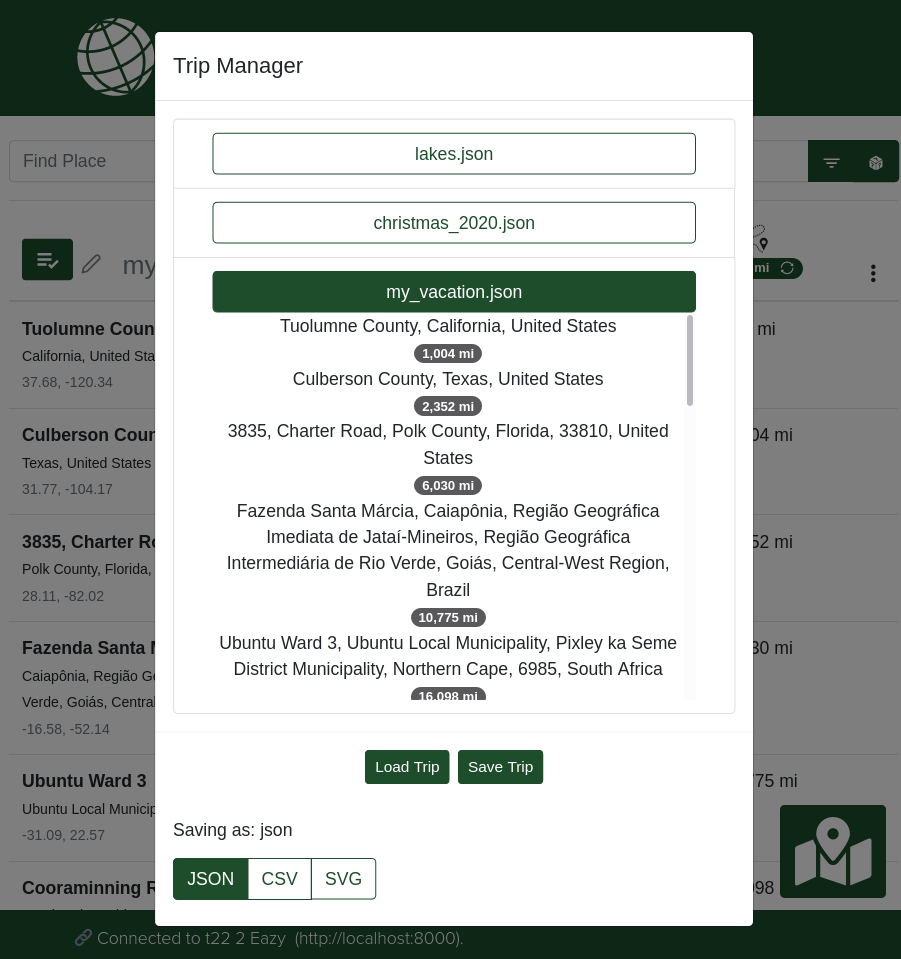 Trip Manager
lakes.json
christmas_2020.json
my_vacation.json
Tuolumne County, California, United States
1,004 mi
Culberson County, Texas, United States
2,352 mi
3835, Charter Road, Polk County, Florida, 33810, United
States
6,030 mi
Fazenda Santa Márcia, Caiapônia, Região Geográfica
Imediata de Jataí-Mineiros, Região Geográfica
Intermediária de Rio Verde, Goiás, Central-West Region,
Brazil
10,775 mi
Ubuntu Ward 3, Ubuntu Local Municipality, Pixley ka Seme
District Municipality, Northern Cape, 6985, South Africa
16,098 mi
Load Trip Save Trip
Saving as: json
JSON CSV SVG
Find Place
my
mi
Tuolumne Coun
mi
California, United Sta
37.68, -120.34
Culberson Cour
04 mi
Texas, United States
31.77, -104.17
3835, Charter Ro
52 mi
Polk County, Florida,
28.11, -82.02
Fazenda Santa M
30 mi
Caiapônia, Região Ge
Verde, Goiás, Central
-16.58, -52.14
Ubuntu Ward 3
775 mi
Ubuntu Local Municip
-31.09, 22.57
Cooraminning R
098
Connected to t22 2 Eazy (http://localhost:8000).